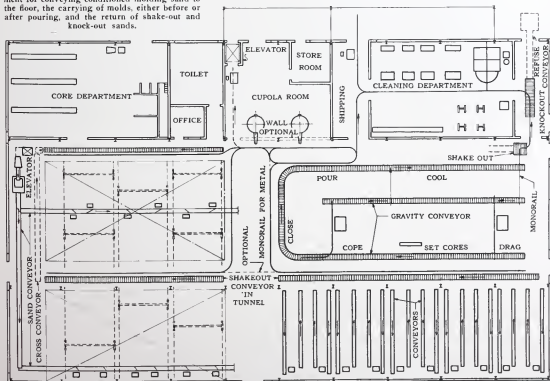 ment for conveying conditioned molding sand to
the floor, the carrying of molds, either before or
after pouring, and the return of shake-out and
knock-out sands.
ELEVATOR
STORE
ROOM
TOILET
CORE DEPARTMENT
CUPOLA ROOM
OFFICE
WALL
OPTIONAL
SHIPPING
CLEANING DEPARTMENT
REFUSE
KNOCKOUT CONVEYOR
SHAKE OUT
ELEVATOR
POUR
COOL
MONORAIL
OPTIONAL
MONORAIL FOR METAL
CLOSE
GRAVITY CONVEYOR
COPE
SET CORES
DRAG
SAND CONVEYOR
CROSS CONVEYOR
SHAKEOUT
CONVEYOR
IN
TUNNEL
CONVEYORS